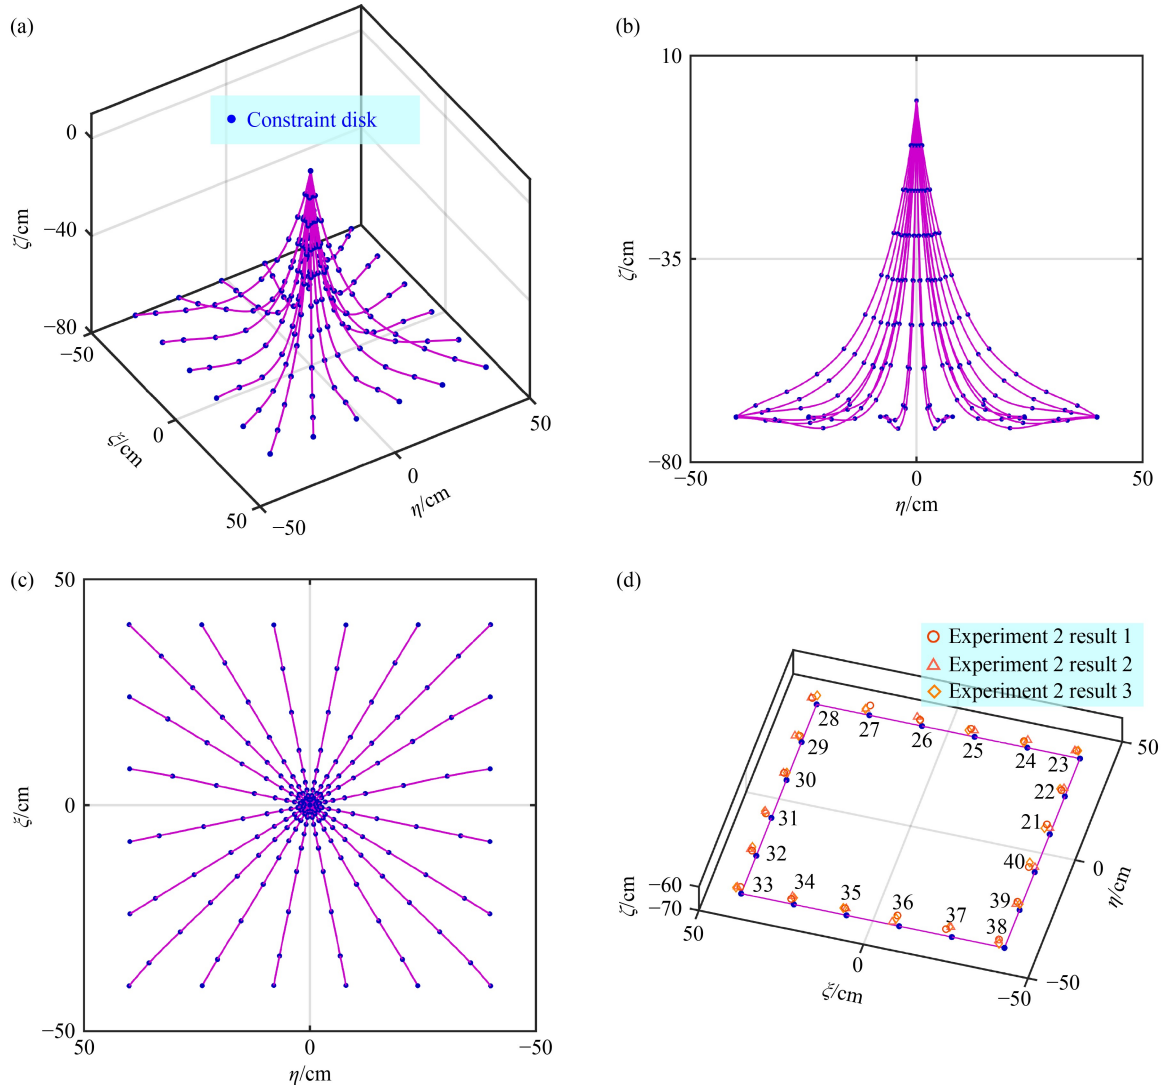 (a)
Constraint disk
0
−40
−80
ζ/cm
−50
0
50
ξ/cm
−50
0
50
η/cm
(b)
10
−35
−80
ζ/cm
−50
0
50
η/cm
(c)
50
0
−50
ξ/cm
50
0
−50
η/cm
(d)
Experiment 2 result 1
Experiment 2 result 2
Experiment 2 result 3
28
27
26
25
24
23
29
22
30
21
31
40
32
39
33
34
35
36
37
38
−60
−70
ζ/cm
50
0
−50
ξ/cm
50
0
−50
η/cm